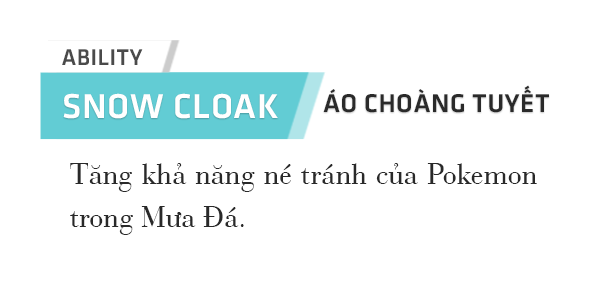 ABILITY
SNOW CLOAK
ÁO CHOÀNG TUYẾT
Tăng khả năng né tránh của Pokemon
trong Mưa Đá.